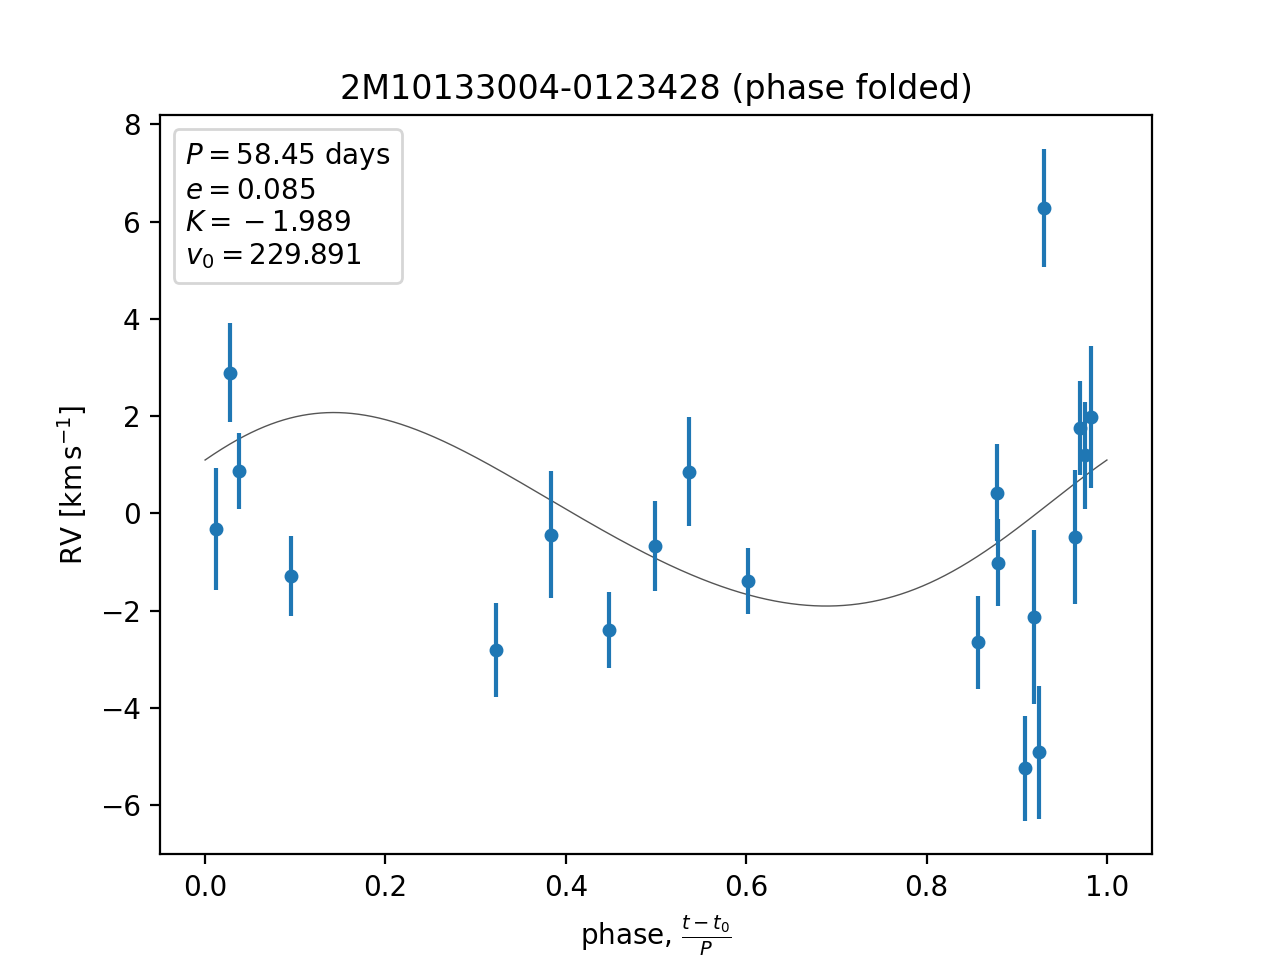 2M10133004-0123428 (phase folded)
P = 58.45 days
e = 0.085
K = −1.989
v₀ = 229.891
8
6
4
2
0
−2
−4
−6
RV [km s⁻¹]
0.0 0.2 0.4 0.6 0.8 1.0
phase, (t − t₀)/P